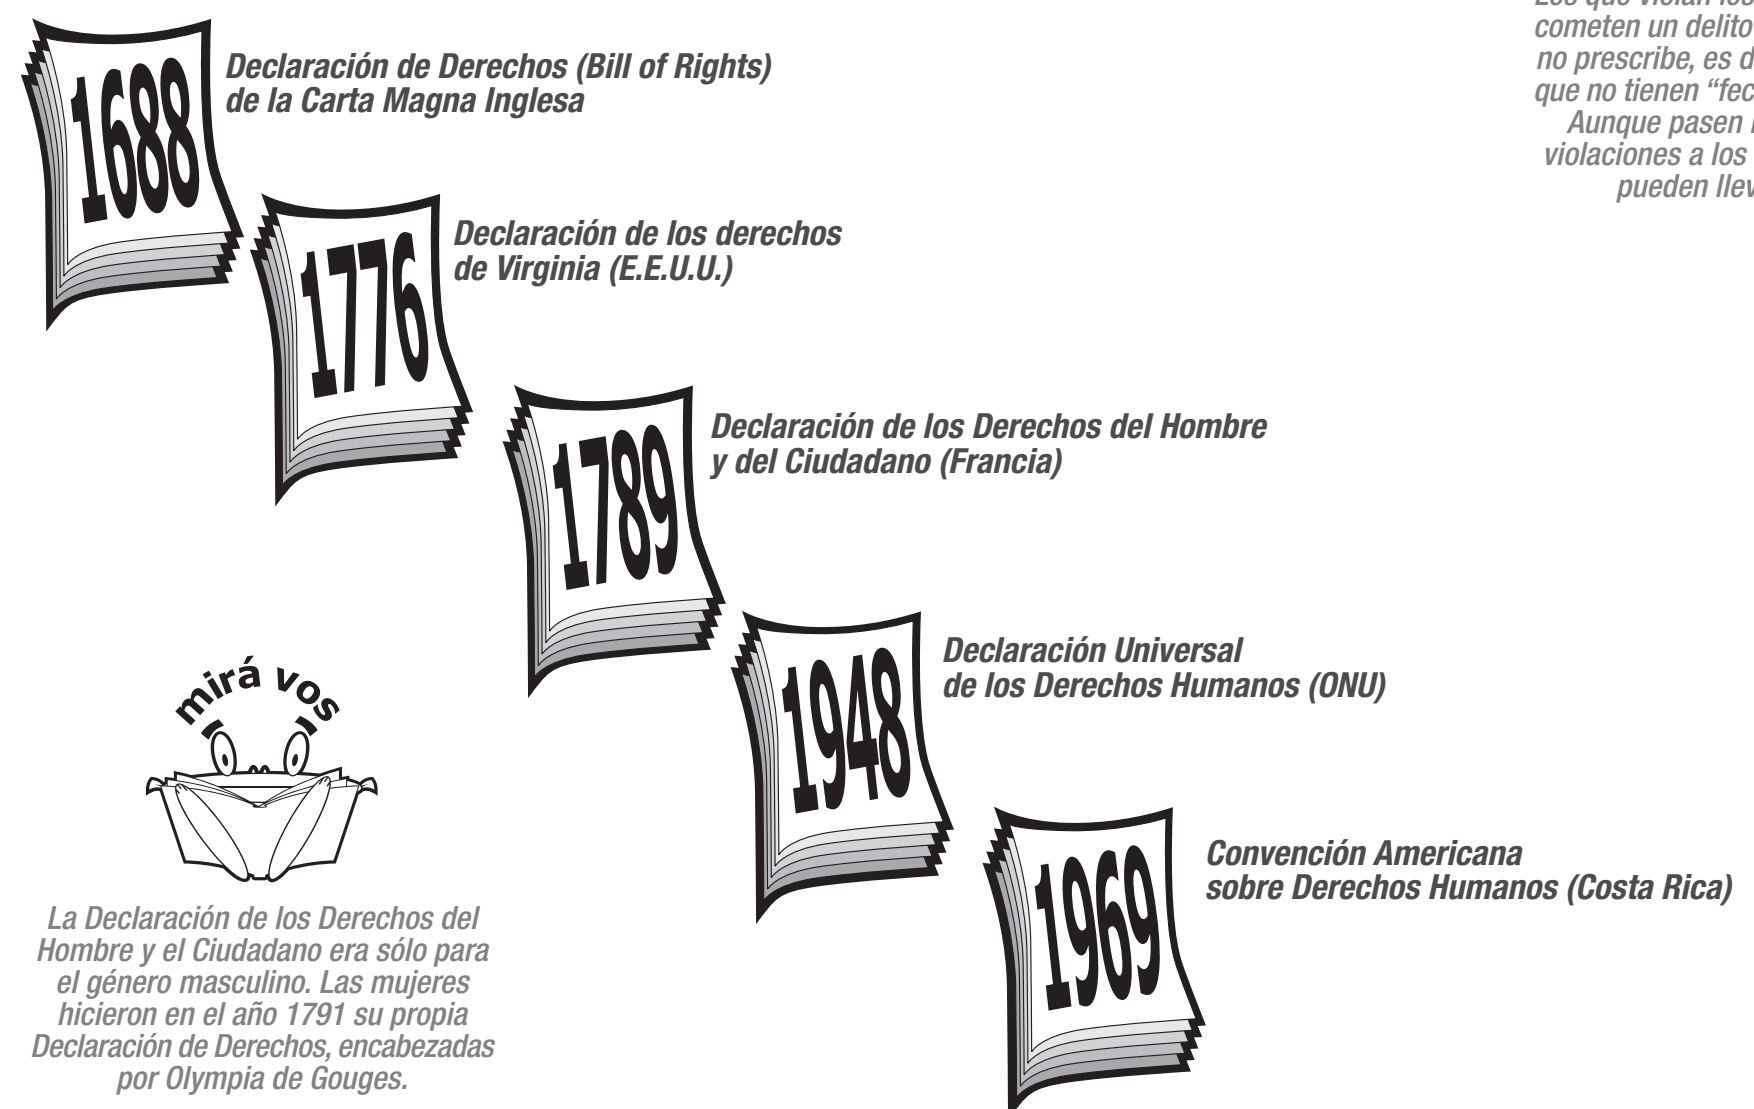 1688
Declaración de Derechos (Bill of Rights)
de la Carta Magna Inglesa
cometen un delito
no prescribe, es
que no tienen
Aunque pasen
violaciones a los
pueden
1776
Declaración de los derechos
de Virginia (E.E.U.U.)
1789
Declaración de los Derechos del Hombre
y del Ciudadano (Francia)
1948
Declaración Universal
de los Derechos Humanos (ONU)
1969
Convención Americana
sobre Derechos Humanos (Costa Rica)
mirá vos
La Declaración de los Derechos del
Hombre y el Ciudadano era sólo para
el género masculino. Las mujeres
hicieron en el año 1791 su propia
Declaración de Derechos, encabezadas
por Olympia de Gouges.